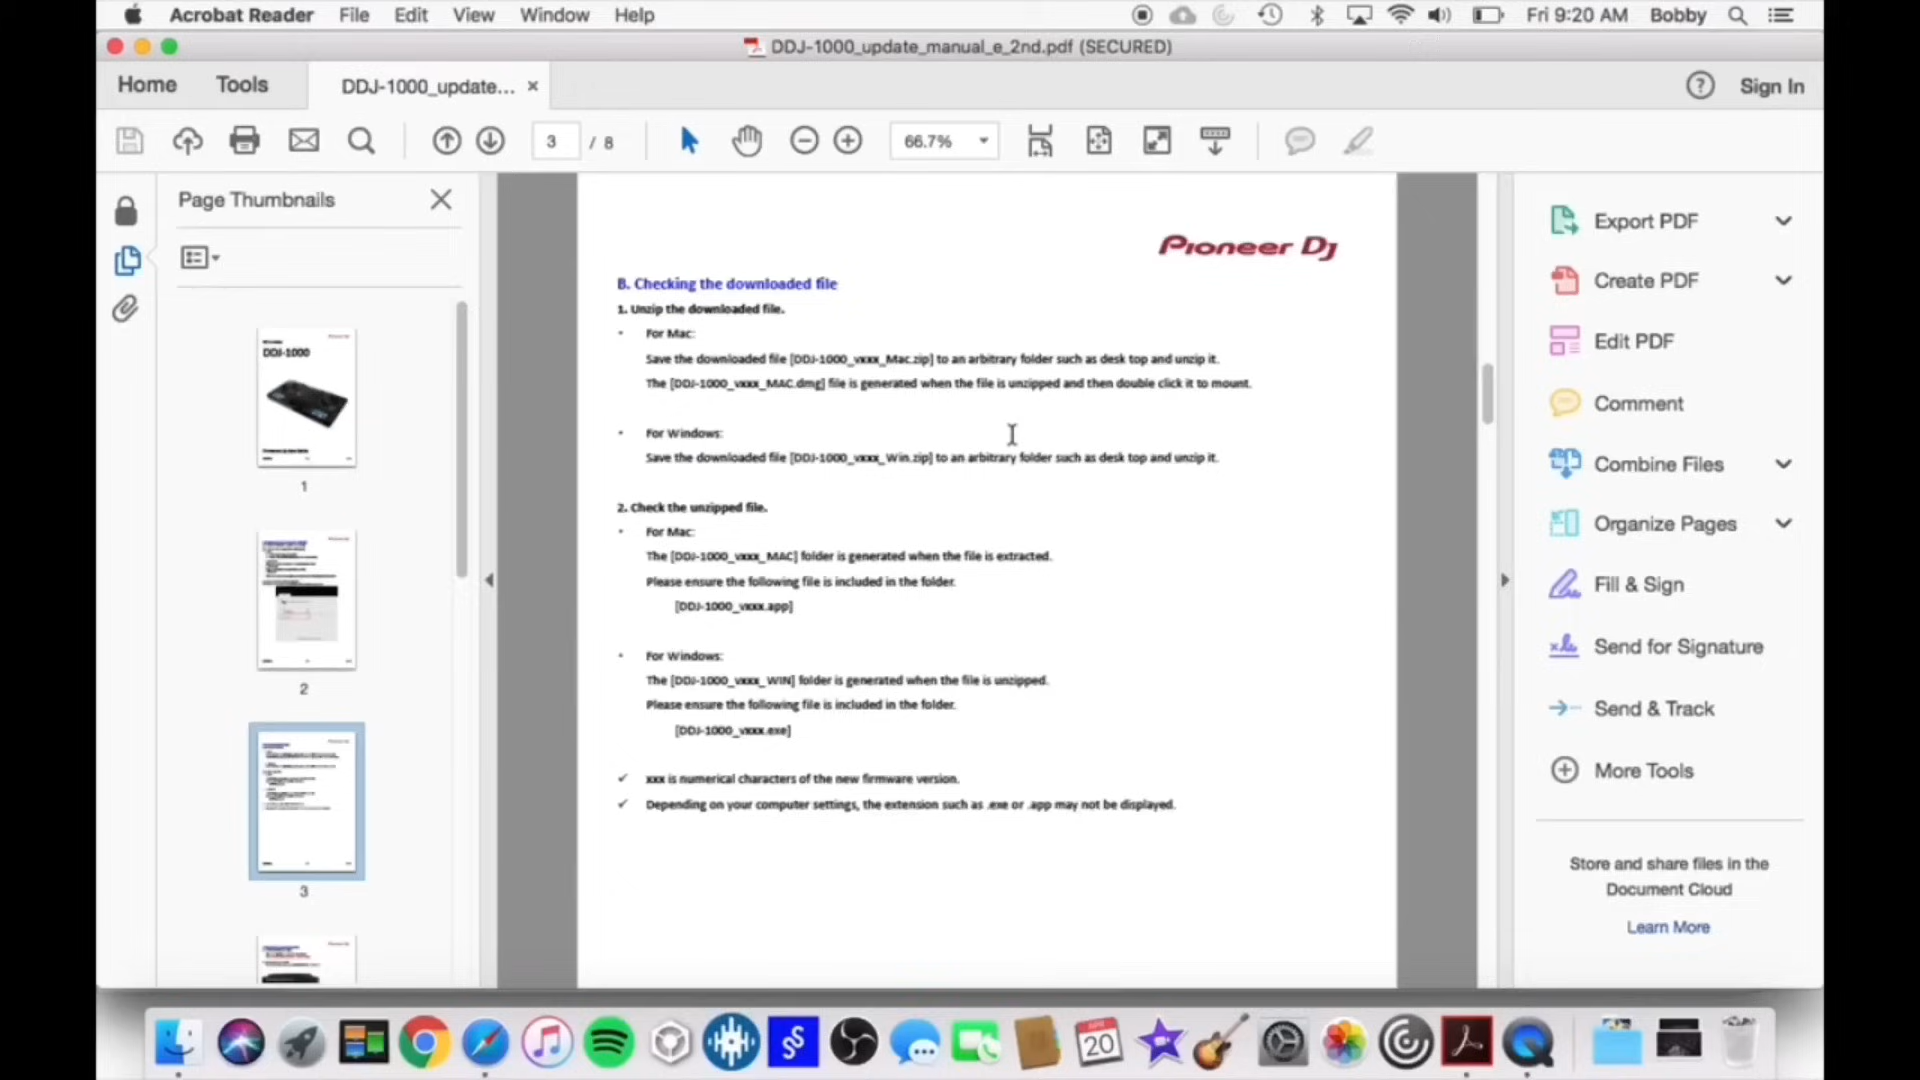 Acrobat Reader File Edit View Window Help Fri 9:20 AM Bobby
DDJ-1000_update_manual_e_2nd.pdf (SECURED)
Home Tools DDJ-1000_update... × ? Sign In
3 / 8 66.7%
Page Thumbnails
DDJ-1000
1
2
3
Pioneer Dj
B. Checking the downloaded file
1. Unzip the downloaded file.
• For Mac:
Save the downloaded file [DDJ-1000_vxxx_Mac.zip] to an arbitrary folder such as desk top and unzip it.
The [DDJ-1000_vxxx_MAC.dmg] file is generated when the file is unzipped and then double click it to mount.
• For Windows:
Save the downloaded file [DDJ-1000_vxxx_Win.zip] to an arbitrary folder such as desk top and unzip it.
2. Check the unzipped file.
• For Mac:
The [DDJ-1000_vxxx_MAC] folder is generated when the file is extracted.
Please ensure the following file is included in the folder.
[DDJ-1000_vxxx.app]
• For Windows:
The [DDJ-1000_vxxx_WIN] folder is generated when the file is unzipped.
Please ensure the following file is included in the folder.
[DDJ-1000_vxxx.exe]
✓ xxx is numerical characters of the new firmware version.
✓ Depending on your computer settings, the extension such as .exe or .app may not be displayed.
Export PDF
Create PDF
Edit PDF
Comment
Combine Files
Organize Pages
Fill & Sign
Send for Signature
Send & Track
More Tools
Store and share files in the
Document Cloud
Learn More
APR
20